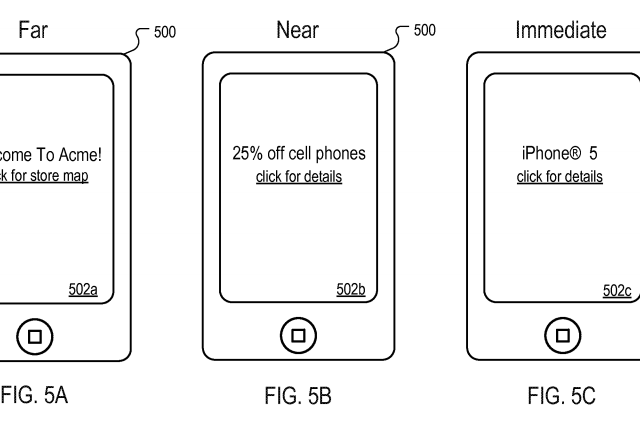 Far
500
Near
500
Immediate
come To Acme!
25% off cell phones
iPhone® 5
ck for store map
click for details
click for details
502a
502b
502c
FIG. 5A
FIG. 5B
FIG. 5C